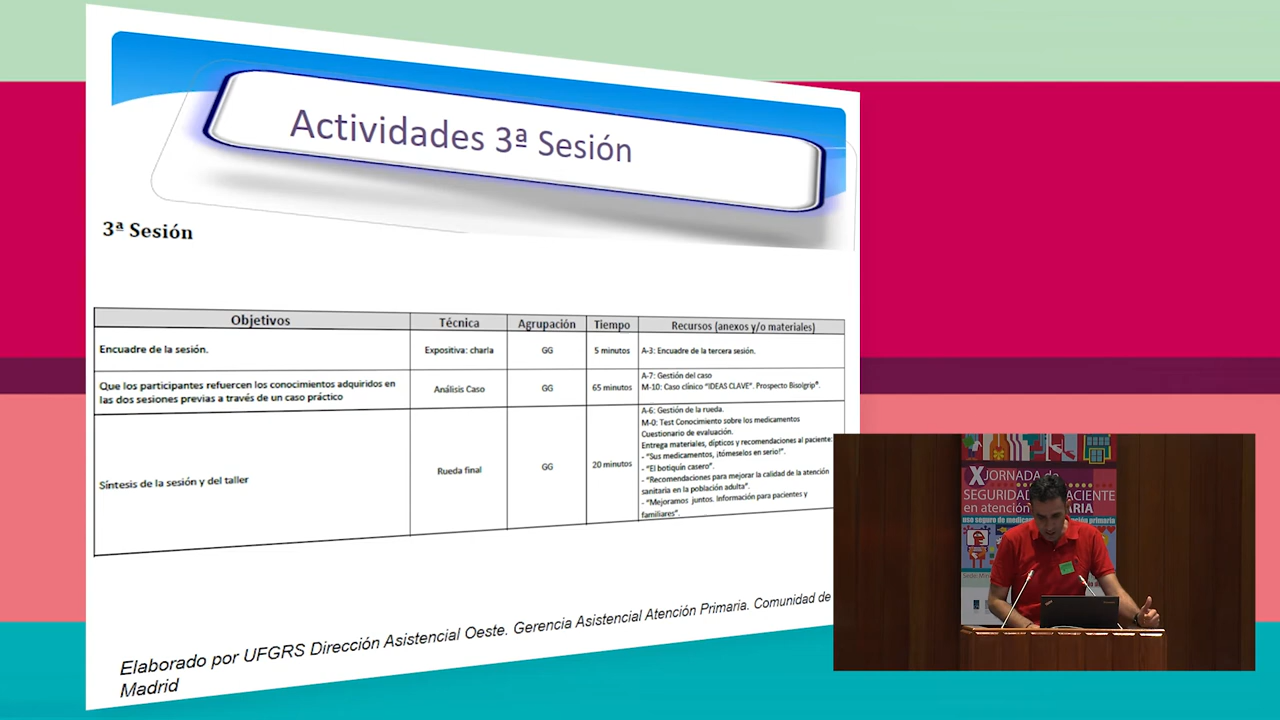 Actividades 3ª Sesión
3ª Sesión
Objetivos
Técnica
Agrupación
Tiempo
Recursos (anexos y/o materiales)
Encuadre de la sesión.
Expositiva: charla
GG
5 minutos
A-3: Encuadre de la tercera sesión.
Que los participantes refuercen los conocimientos adquiridos en
las dos sesiones previas a través de un caso práctico
Análisis Caso
GG
65 minutos
A-7: Gestión del caso
M-10: Caso clínico "IDEAS CLAVE". Prospecto Bisolgrip®.
Síntesis de la sesión y del taller
Rueda final
GG
20 minutos
A-6: Gestión de la rueda.
M-0: Test Conocimiento sobre los medicamentos
Cuestionario de evaluación.
Entrega materiales, dípticos y recomendaciones al paciente:
- "Sus medicamentos, ¡tómeselos en serio!".
- "El botiquín casero".
- "Recomendaciones para mejorar la calidad de la atención
sanitaria en la población adulta".
- "Mejoramos juntos. Información para pacientes y
familiares".
Elaborado por UFGRS Dirección Asistencial Oeste. Gerencia Asistencial Atención Primaria. Comunidad de
Madrid
X JORNADA de
SEGURIDAD PACIENTE
en atención ARIA
uso seguro de
primaria